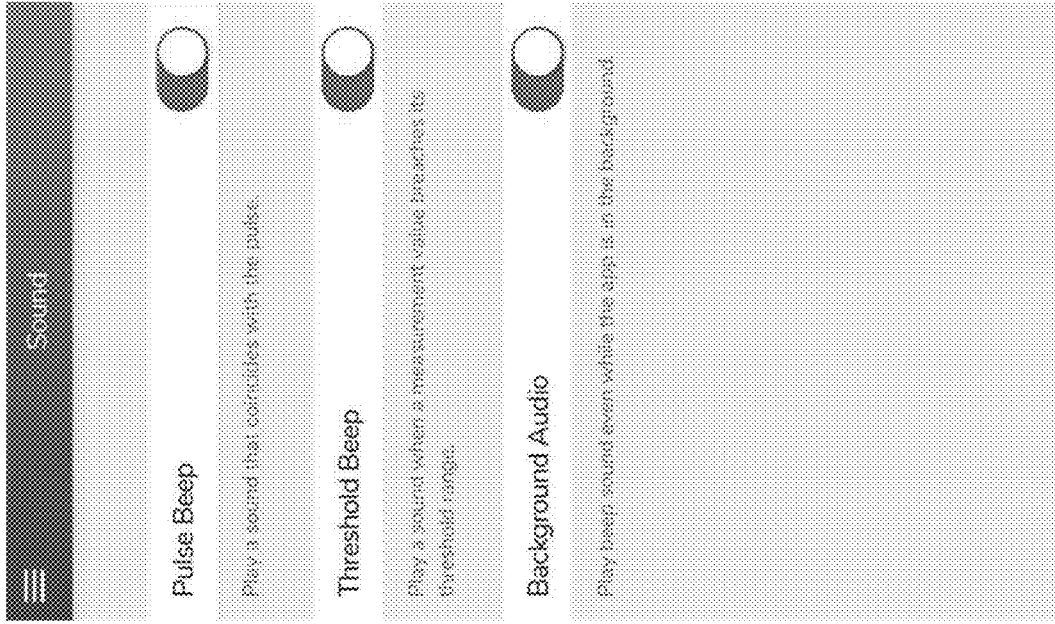 Sound
Pulse Beep
Play a sound that coincides with the pulse.
Threshold Beep
Play a sound when a measurement value breaches its
threshold range.
Background Audio
Play beep sound even while the app is in the background.